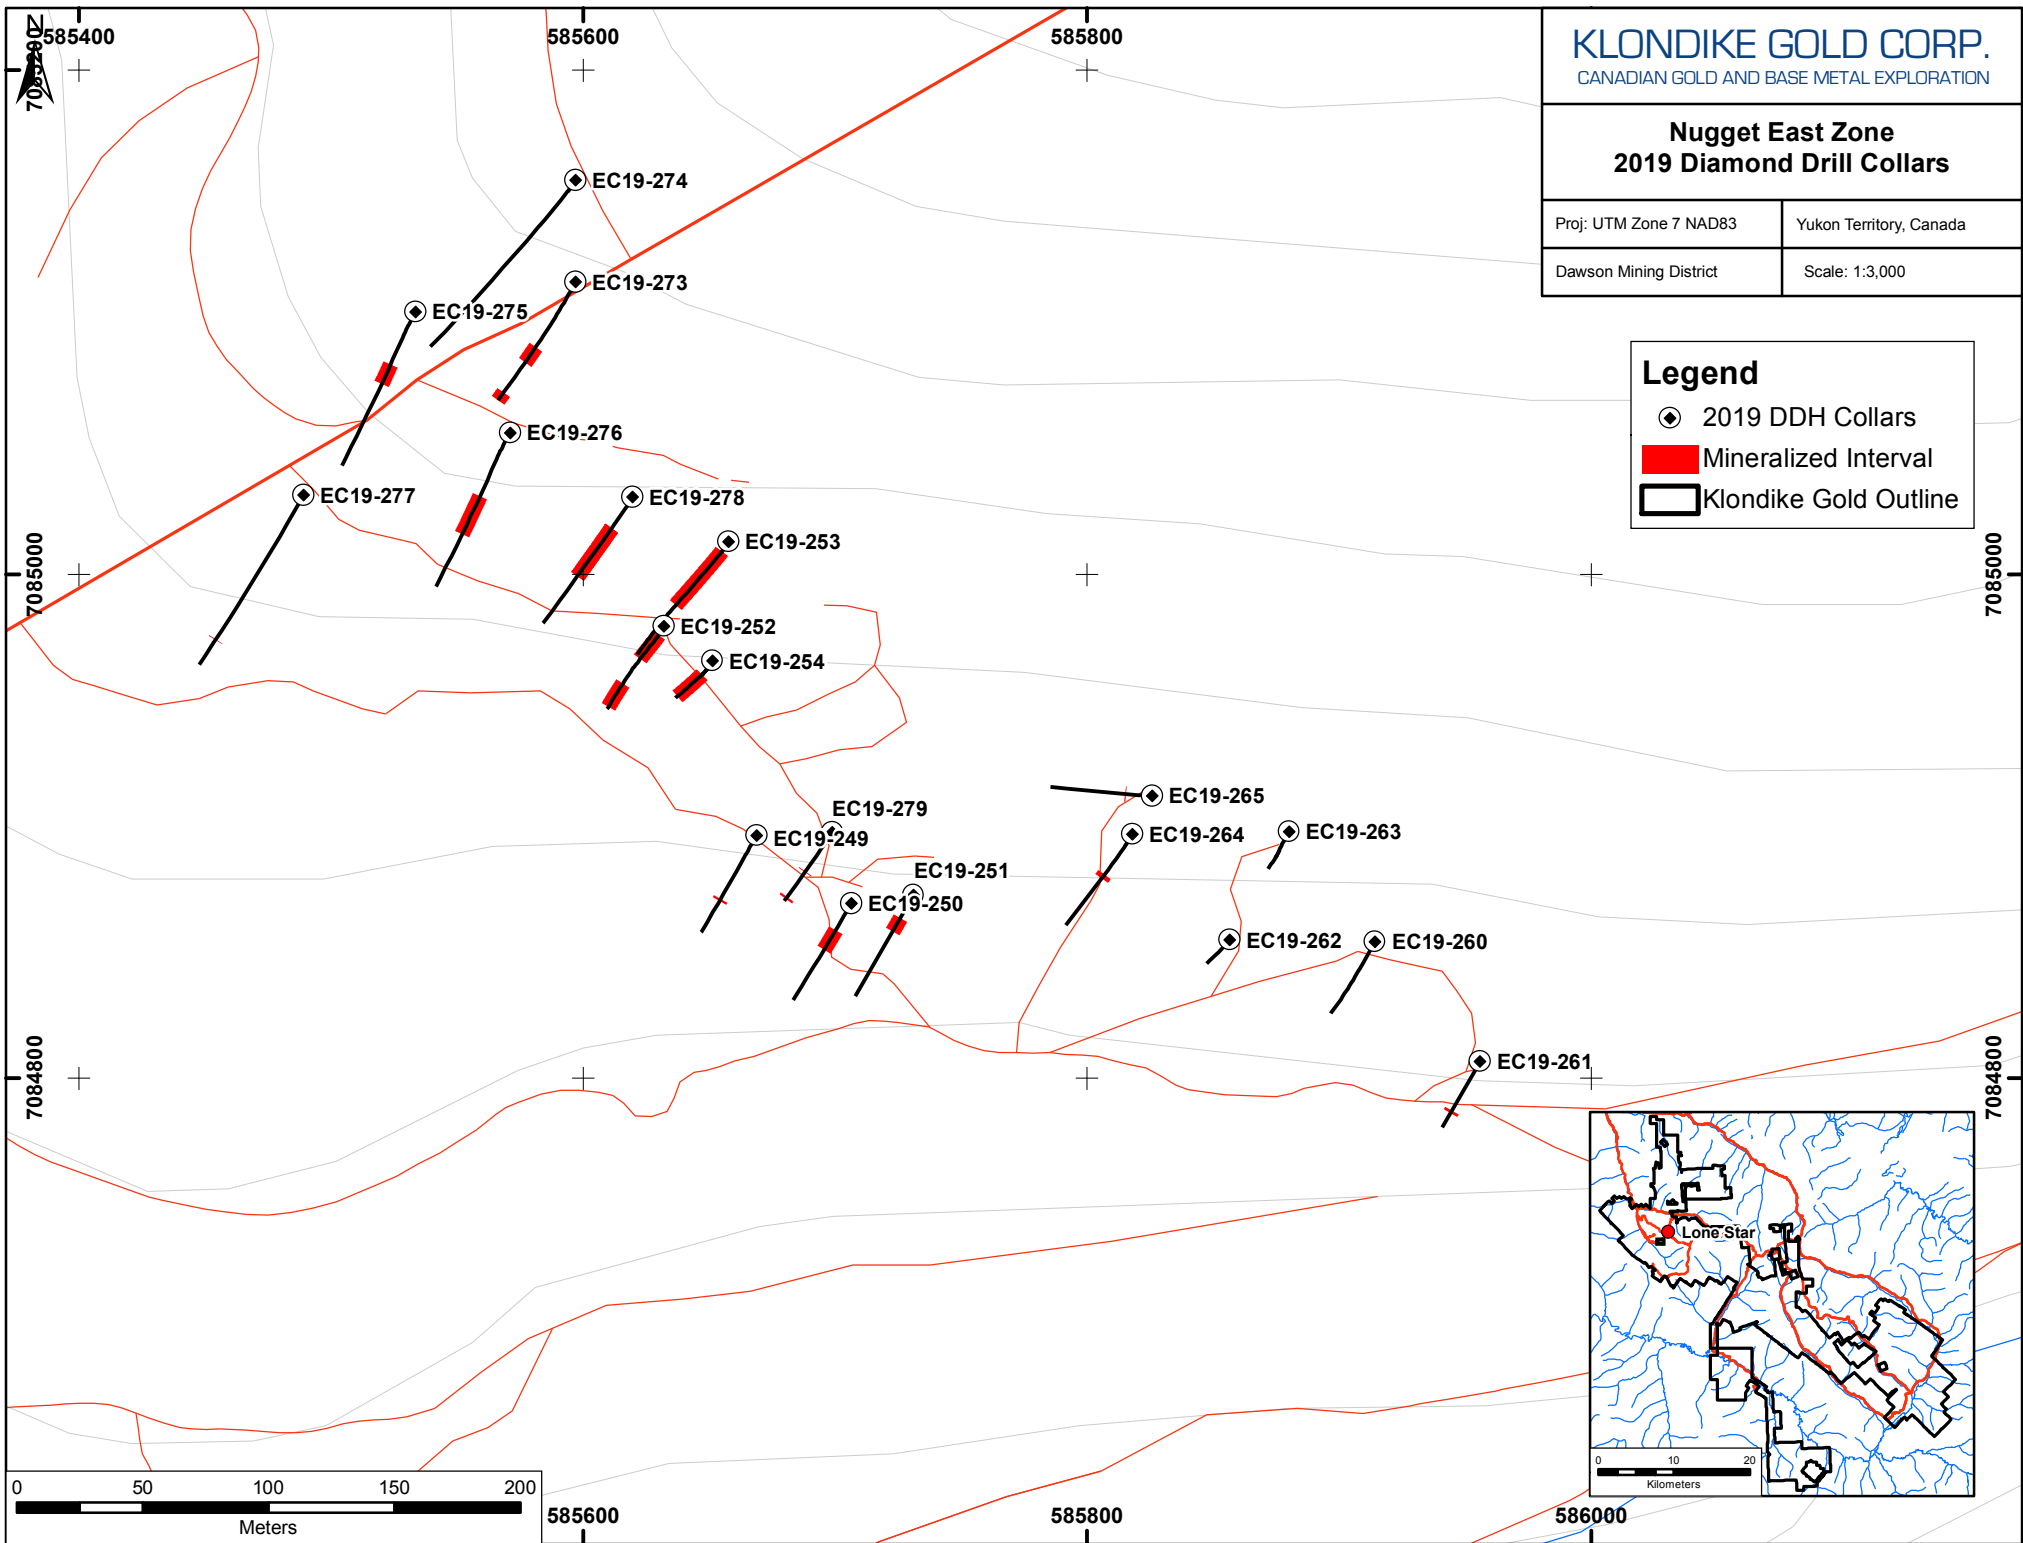 585400
585600
585800
7085200
N
KLONDIKE GOLD CORP.
CANADIAN GOLD AND BASE METAL EXPLORATION
Nugget East Zone
2019 Diamond Drill Collars
Proj: UTM Zone 7 NAD83
Yukon Territory, Canada
Dawson Mining District
Scale: 1:3,000
EC19-274
EC19-273
EC19-275
Legend
2019 DDH Collars
Mineralized Interval
Klondike Gold Outline
EC19-276
EC19-277
EC19-278
EC19-253
7085000
7085000
EC19-252
EC19-254
EC19-265
EC19-279
EC19-249
EC19-264
EC19-263
EC19-251
EC19-250
EC19-262
EC19-260
EC19-261
7084800
7084800
Lone Star
0 10 20
Kilometers
0 50 100 150 200
Meters
585600
585800
586000